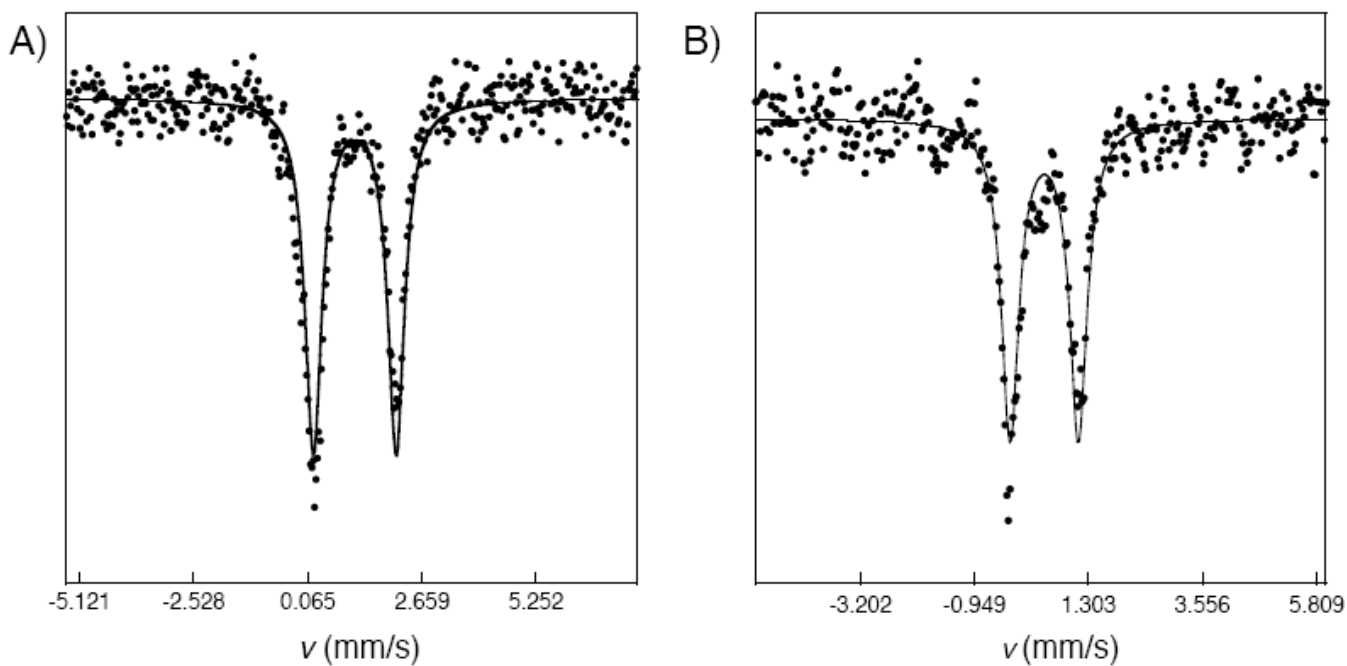 A)
-5.121 -2.528 0.065 2.659 5.252
v (mm/s)
B)
-3.202 -0.949 1.303 3.556 5.809
v (mm/s)